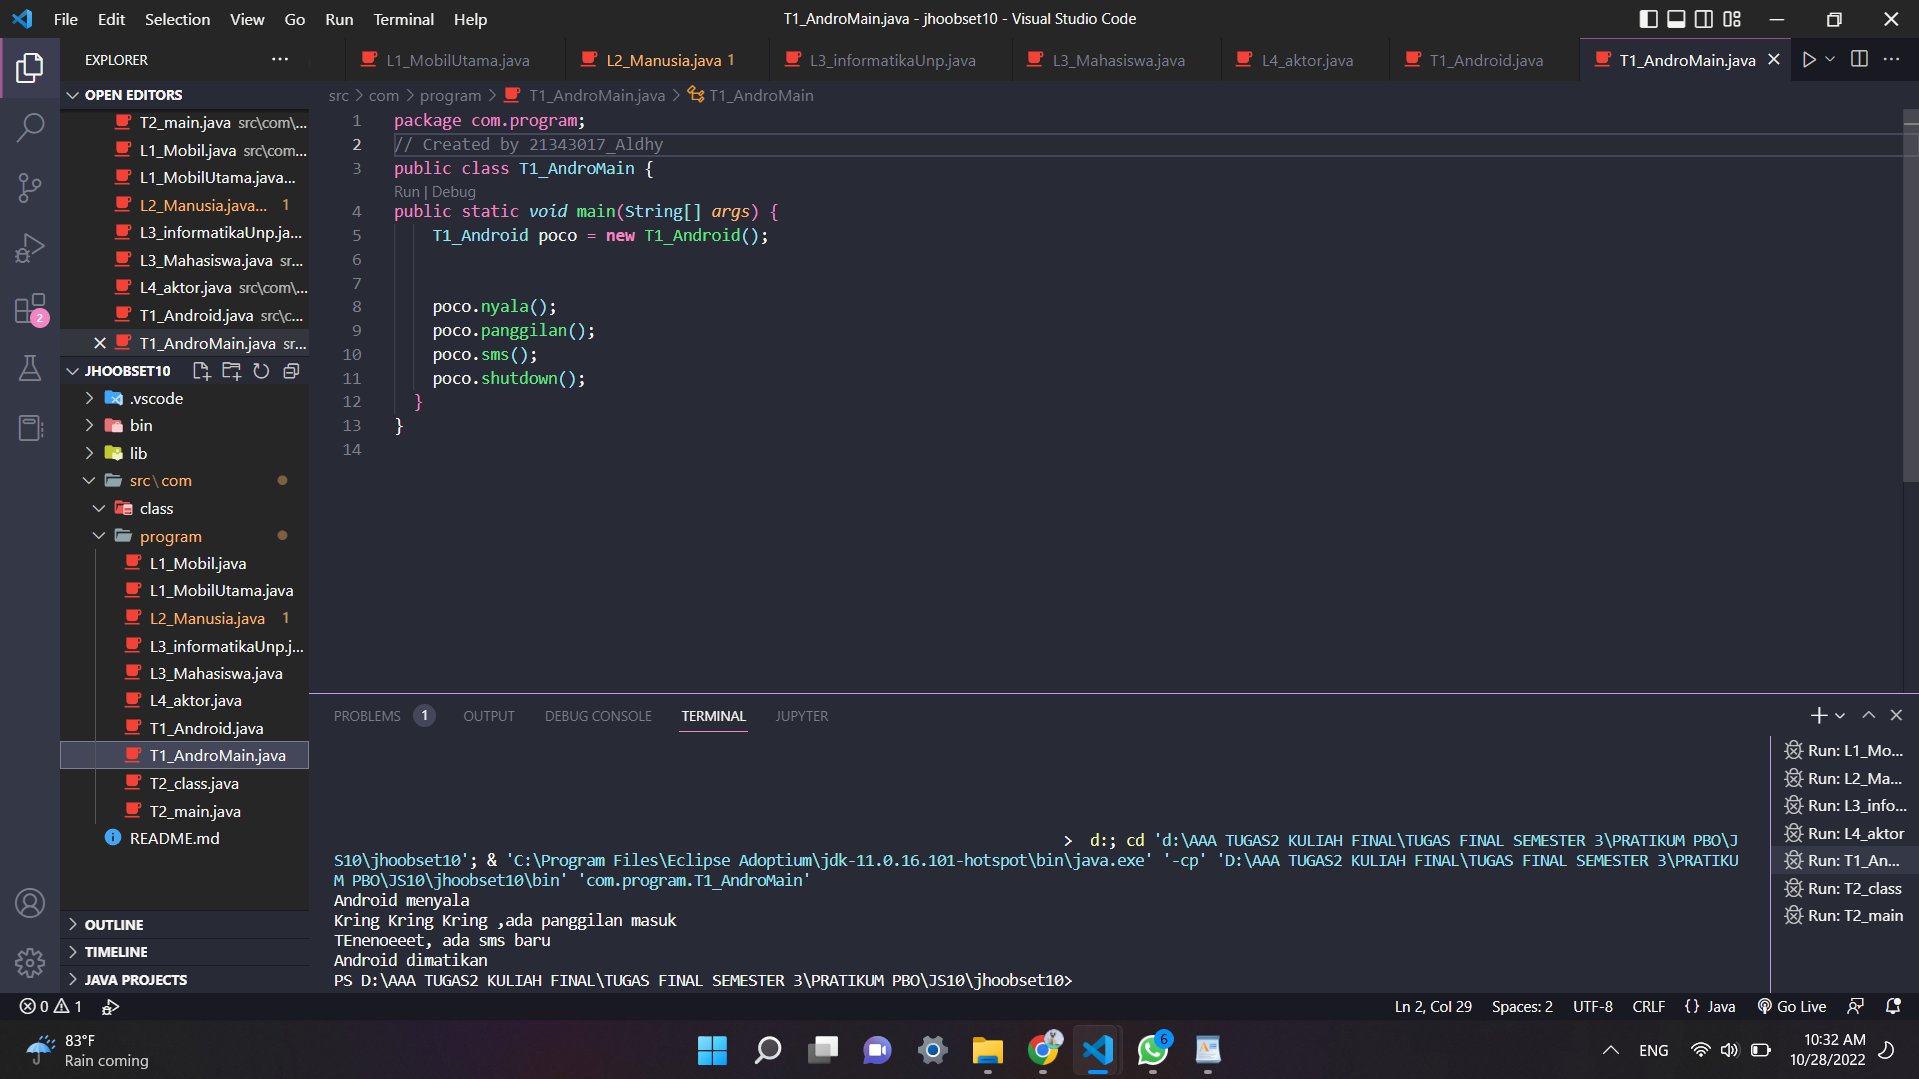 File Edit Selection View Go Run Terminal Help
T1_AndroMain.java - jhoobset10 - Visual Studio Code
EXPLORER
L1_MobilUtama.java
L2_Manusia.java 1
L3_informatikaUnp.java
L3_Mahasiswa.java
L4_aktor.java
T1_Android.java
T1_AndroMain.java
OPEN EDITORS
T2_main.java src\com\...
L1_Mobil.java src\com...
L1_MobilUtama.java...
L2_Manusia.java... 1
L3_informatikaUnp.ja...
L3_Mahasiswa.java sr...
L4_aktor.java src\com\...
T1_Android.java src\c...
T1_AndroMain.java sr...
JHOOBSET10
.vscode
bin
lib
src\com
class
program
L1_Mobil.java
L1_MobilUtama.java
L2_Manusia.java 1
L3_informatikaUnp.j...
L3_Mahasiswa.java
L4_aktor.java
T1_Android.java
T1_AndroMain.java
T2_class.java
T2_main.java
README.md
OUTLINE
TIMELINE
JAVA PROJECTS
2
src > com > program > T1_AndroMain.java > T1_AndroMain
1 package com.program;
2 // Created by 21343017_Aldhy
3 public class T1_AndroMain {
Run | Debug
4 public static void main(String[] args) {
5 T1_Android poco = new T1_Android();
6
7
8 poco.nyala();
9 poco.panggilan();
10 poco.sms();
11 poco.shutdown();
12 }
13 }
14
PROBLEMS 1 OUTPUT DEBUG CONSOLE TERMINAL JUPYTER
> d:; cd 'd:\AAA TUGAS2 KULIAH FINAL\TUGAS FINAL SEMESTER 3\PRATIKUM PBO\J
S10\jhoobset10'; & 'C:\Program Files\Eclipse Adoptium\jdk-11.0.16.101-hotspot\bin\java.exe' '-cp' 'D:\AAA TUGAS2 KULIAH FINAL\TUGAS FINAL SEMESTER 3\PRATIKU
M PBO\JS10\jhoobset10\bin' 'com.program.T1_AndroMain'
Android menyala
Kring Kring Kring ,ada panggilan masuk
TEnenoeeet, ada sms baru
Android dimatikan
PS D:\AAA TUGAS2 KULIAH FINAL\TUGAS FINAL SEMESTER 3\PRATIKUM PBO\JS10\jhoobset10>
Run: L1_Mo...
Run: L2_Ma...
Run: L3_info...
Run: L4_aktor
Run: T1_An...
Run: T2_class
Run: T2_main
0 1
Ln 2, Col 29 Spaces: 2 UTF-8 CRLF {} Java Go Live
83°F
Rain coming
6
ENG
10:32 AM
10/28/2022